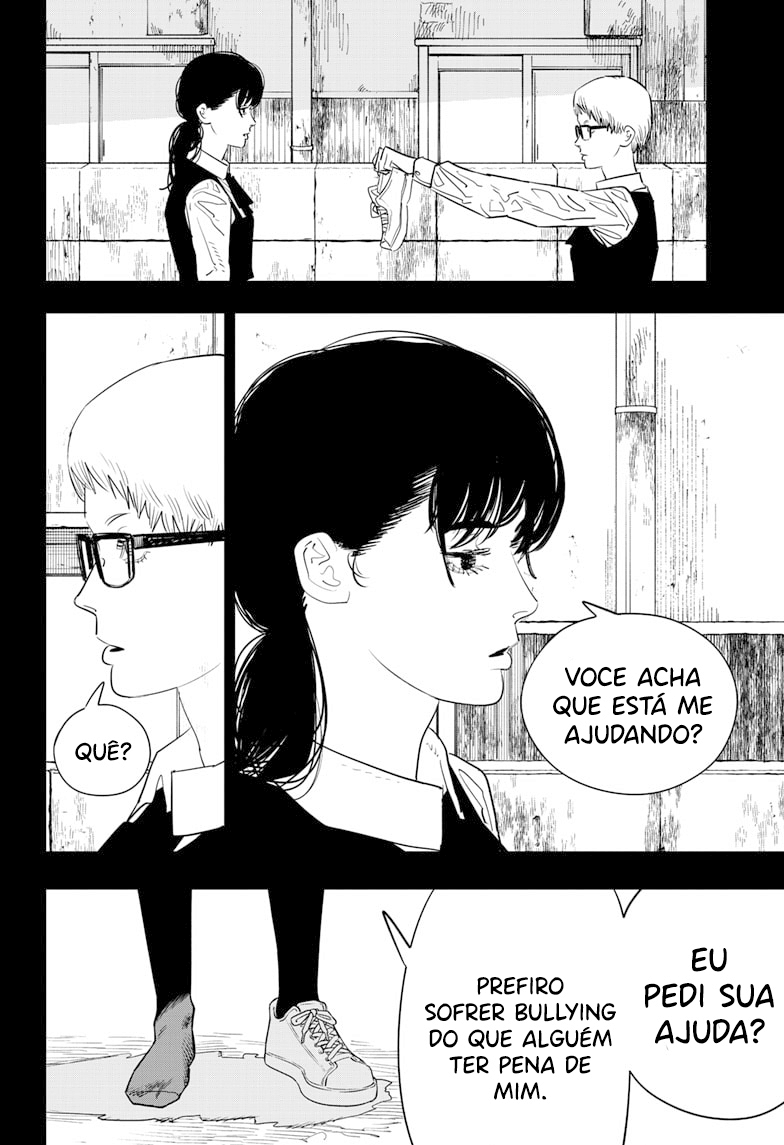 VOCE ACHA
QUE ESTÁ ME
AJUDANDO?
QUÊ?
EU
PEDI SUA
AJUDA?
PREFIRO
SOFRER BULLYING
DO QUE ALGUÉM
TER PENA DE
MIM.